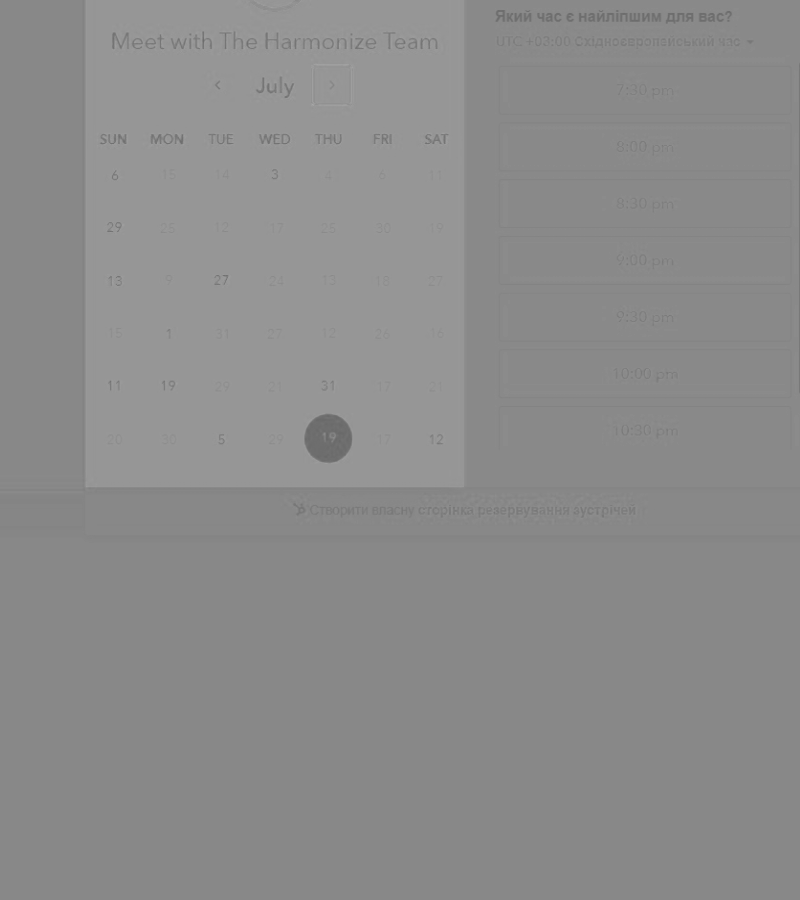 Meet with The Harmonize Team
July
SUN MON TUE WED THU FRI SAT
6 15 14 3 4 6 11
29 25 12 17 25 30 19
13 9 27 24 13 18 27
15 1 31 27 12 26 16
11 19 29 21 31 17 21
20 30 5 29 19 17 12
Який час є найліпшим для вас?
UTC +03:00 Східноєвропейський час
7:30 pm
8:00 pm
8:30 pm
9:00 pm
9:30 pm
10:00 pm
10:30 pm
Створити власну сторінка резервування зустрічей